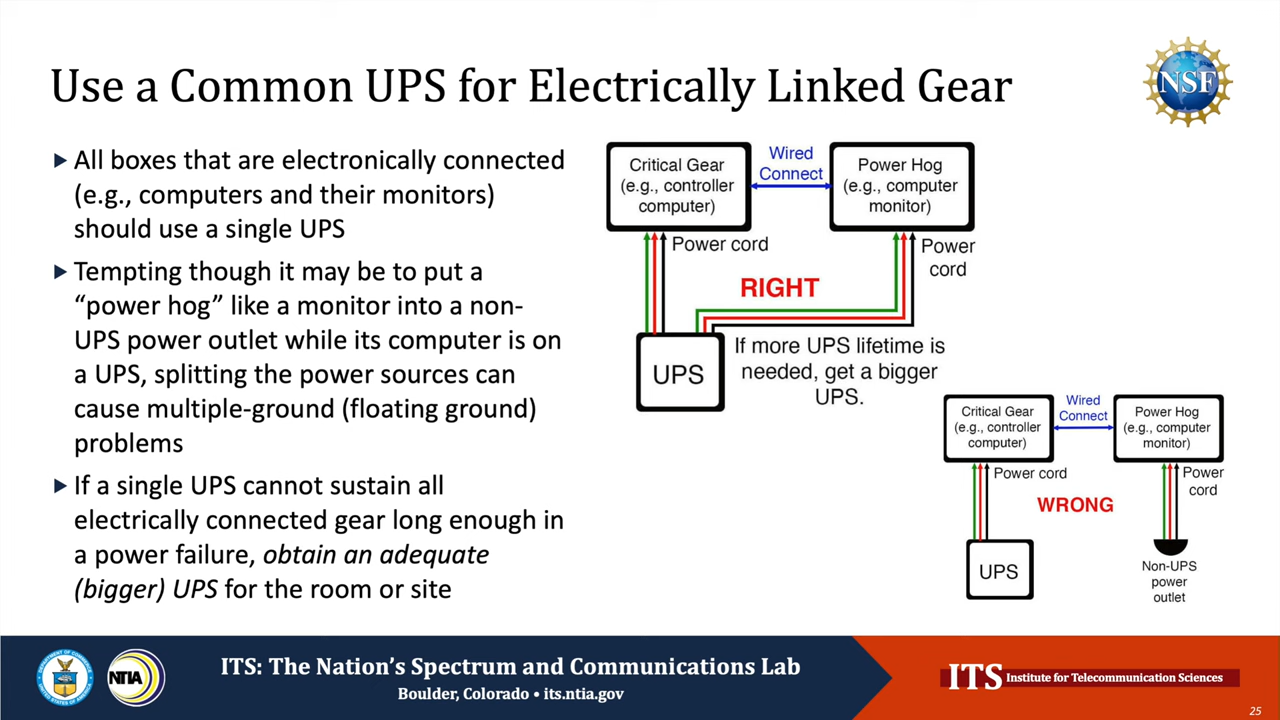 Use a Common UPS for Electrically Linked Gear
NSF
All boxes that are electronically connected
(e.g., computers and their monitors)
should use a single UPS
Tempting though it may be to put a
“power hog” like a monitor into a non-
UPS power outlet while its computer is on
a UPS, splitting the power sources can
cause multiple-ground (floating ground)
problems
If a single UPS cannot sustain all
electrically connected gear long enough in
a power failure, obtain an adequate
(bigger) UPS for the room or site
Critical Gear
(e.g., controller
computer)
Wired
Connect
Power Hog
(e.g., computer
monitor)
Power cord
Power
cord
RIGHT
UPS
If more UPS lifetime is
needed, get a bigger
UPS.
Critical Gear
(e.g., controller
computer)
Wired
Connect
Power Hog
(e.g., computer
monitor)
Power cord
Power
cord
WRONG
UPS
Non-UPS
power
outlet
NTIA
ITS: The Nation’s Spectrum and Communications Lab
Boulder, Colorado • its.ntia.gov
ITS Institute for Telecommunication Sciences
25